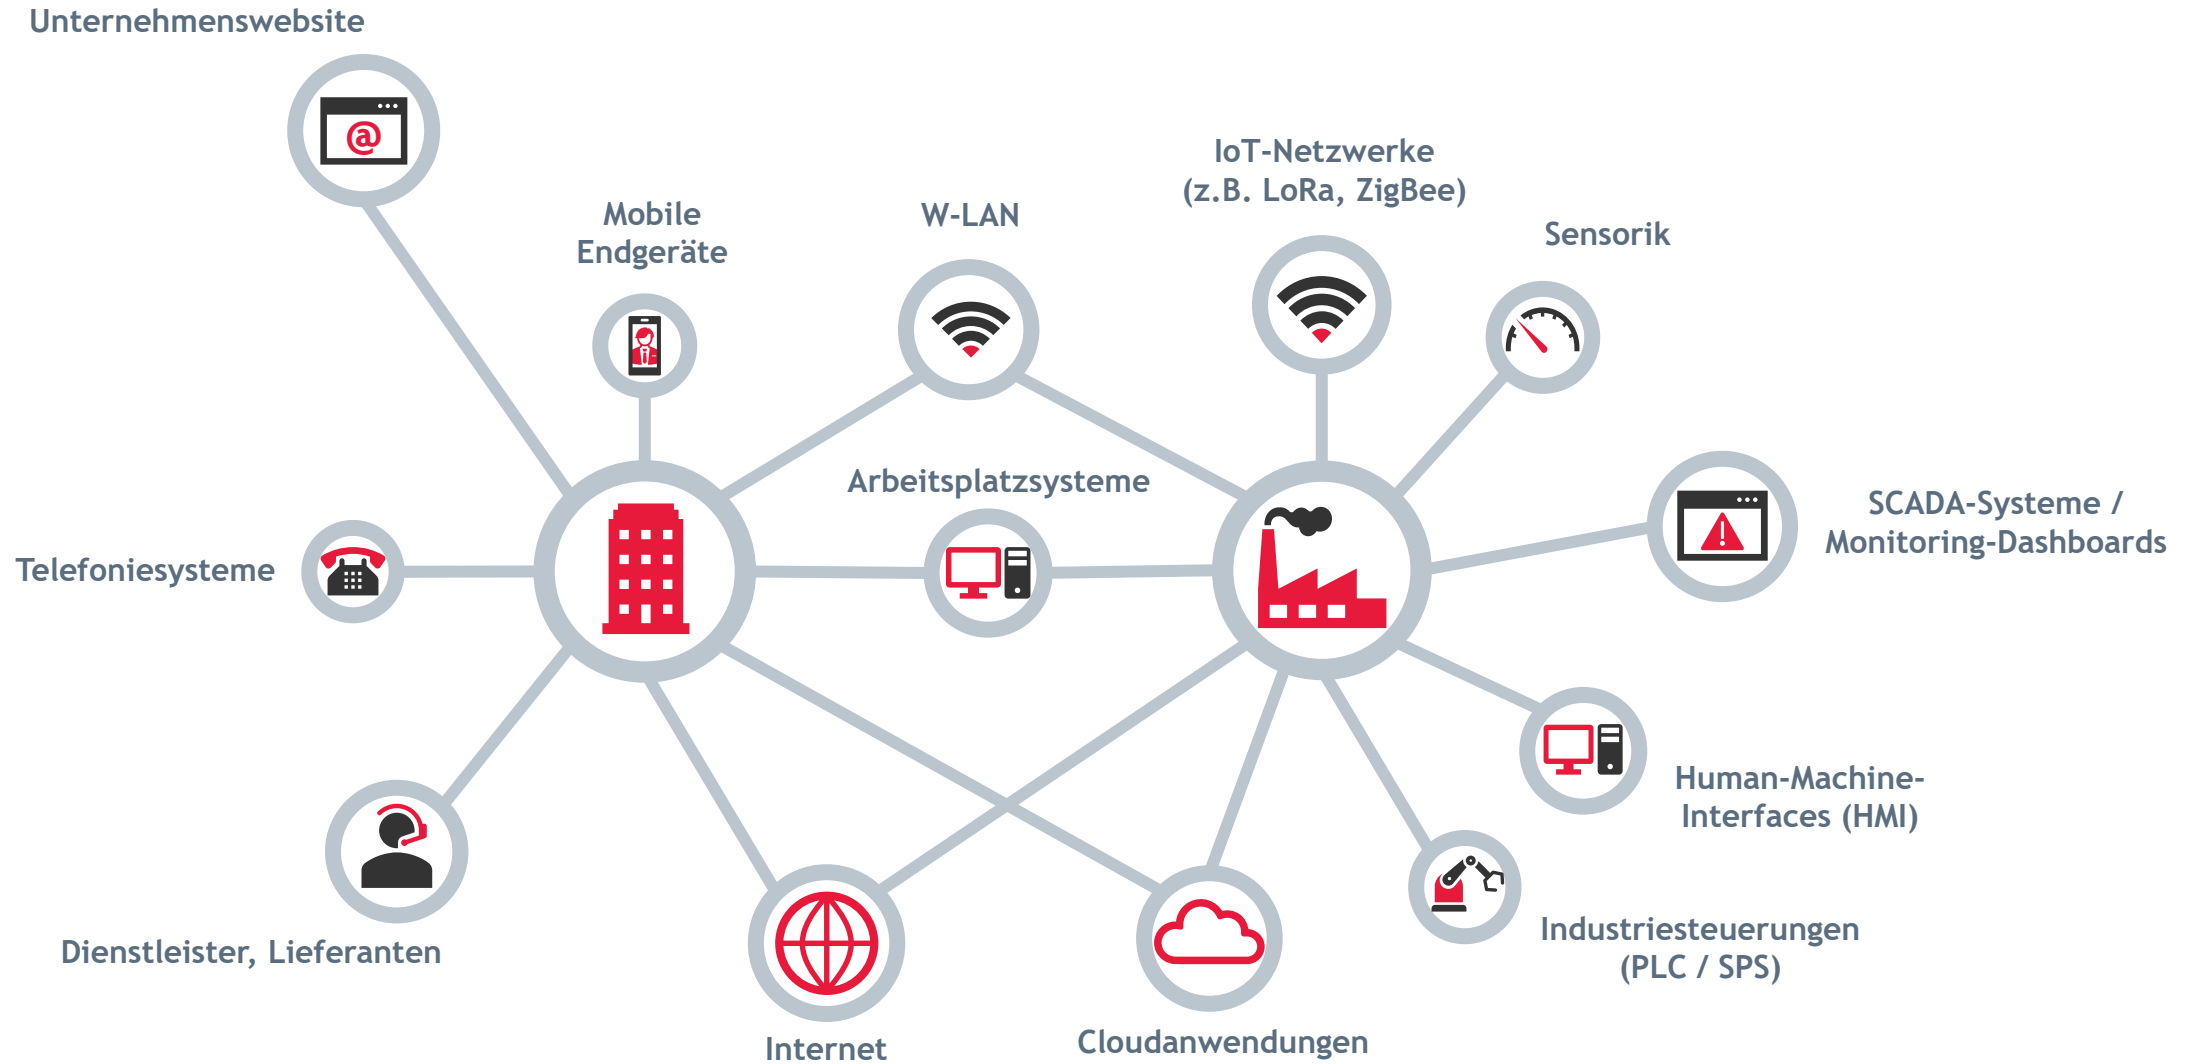 Unternehmenswebsite
Mobile
Endgeräte
W-LAN
IoT-Netzwerke
(z.B. LoRa, ZigBee)
Sensorik
@
Arbeitsplatzsysteme
SCADA-Systeme /
Monitoring-Dashboards
Telefoniesysteme
Human-Machine-
Interfaces (HMI)
Dienstleister, Lieferanten
Industriesteuerungen
(PLC / SPS)
Internet
Cloudanwendungen